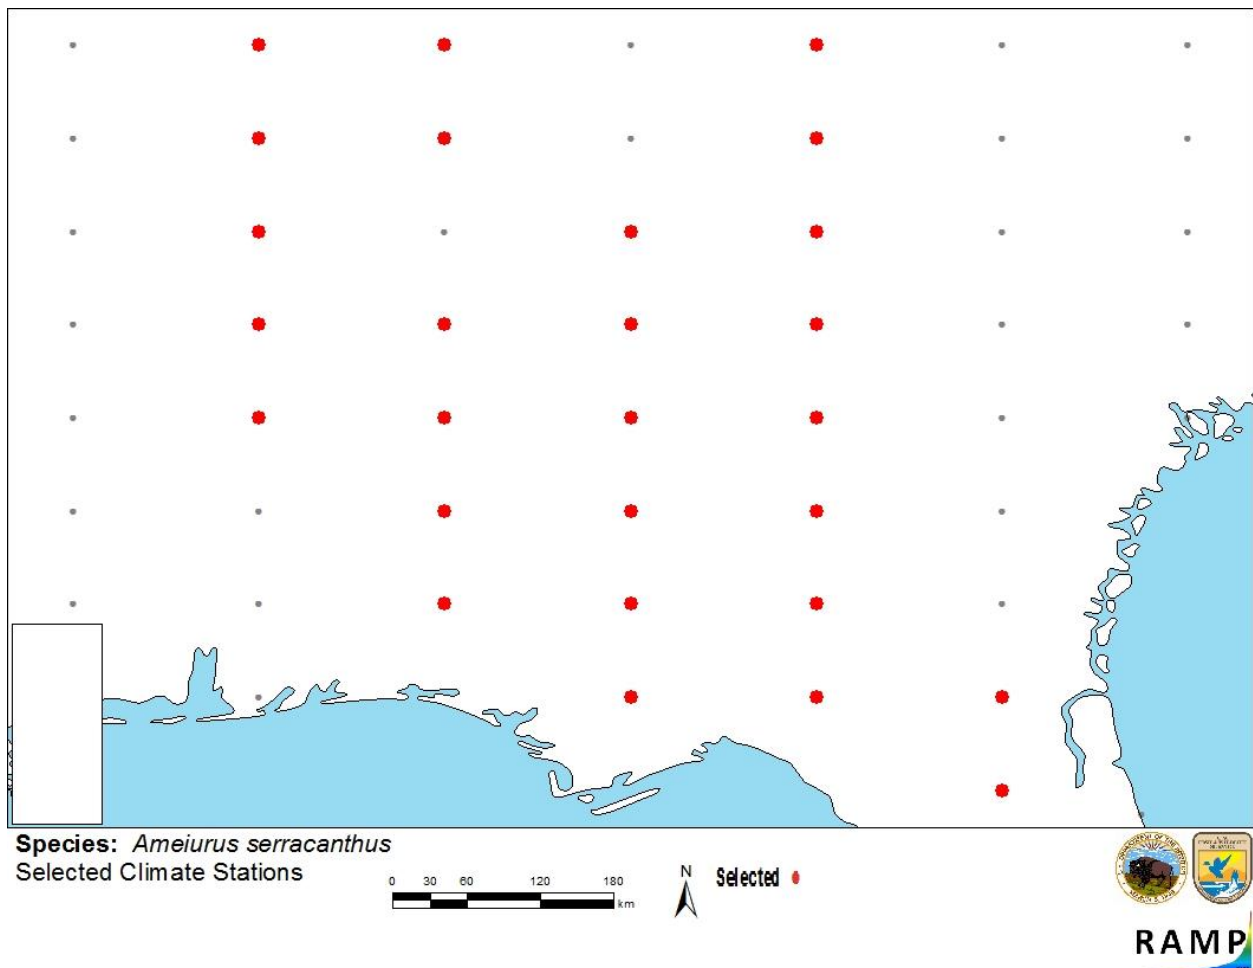 Species: Ameiurus serracanthus
Selected Climate Stations
0 30 60 120 180
km
N
Selected
RAMP